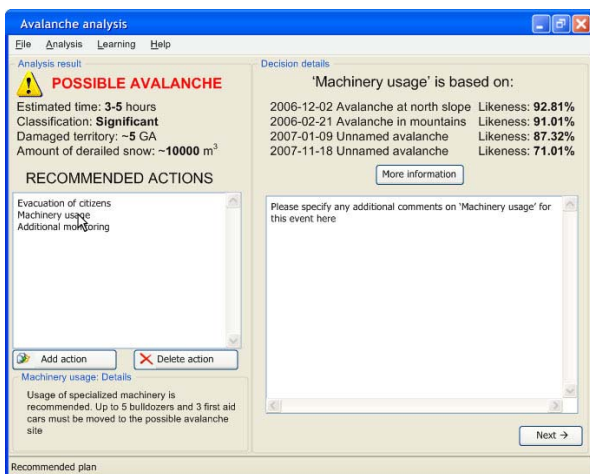 Avalanche analysis
File Analysis Learning Help
Analysis result
POSSIBLE AVALANCHE
Estimated time: 3-5 hours
Classification: Significant
Damaged territory: ~5 GA
Amount of derailed snow: ~10000 m³
RECOMMENDED ACTIONS
Evacuation of citizens
Machinery usage
Additional monitoring
Add action
Delete action
Machinery usage: Details
Usage of specialized machinery is
recommended. Up to 5 bulldozers and 3 first aid
cars must be moved to the possible avalanche
site
Decision details
'Machinery usage' is based on:
2006-12-02 Avalanche at north slope Likeness: 92.81%
2006-02-21 Avalanche in mountains Likeness: 91.01%
2007-01-09 Unnamed avalanche Likeness: 87.32%
2007-11-18 Unnamed avalanche Likeness: 71.01%
More information
Please specify any additional comments on 'Machinery usage' for
this event here
Next →
Recommended plan